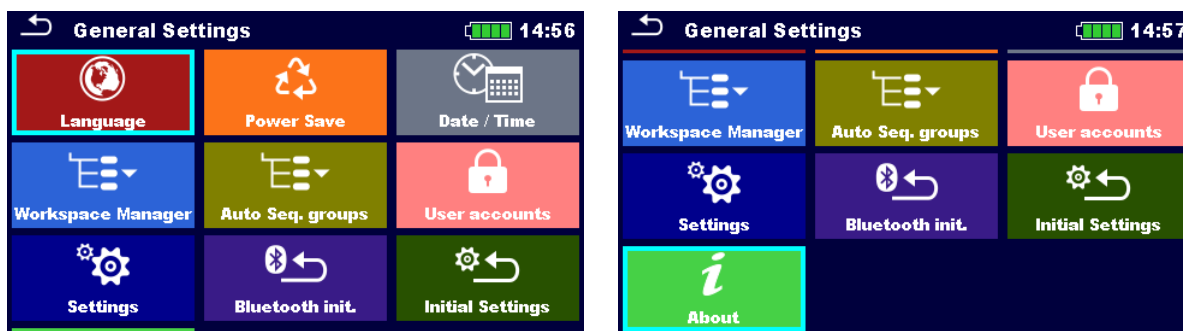 General Settings 14:56
Language Power Save Date / Time
Workspace Manager Auto Seq. groups User accounts
Settings Bluetooth init. Initial Settings
General Settings 14:57
Workspace Manager Auto Seq. groups User accounts
Settings Bluetooth init. Initial Settings
i
About